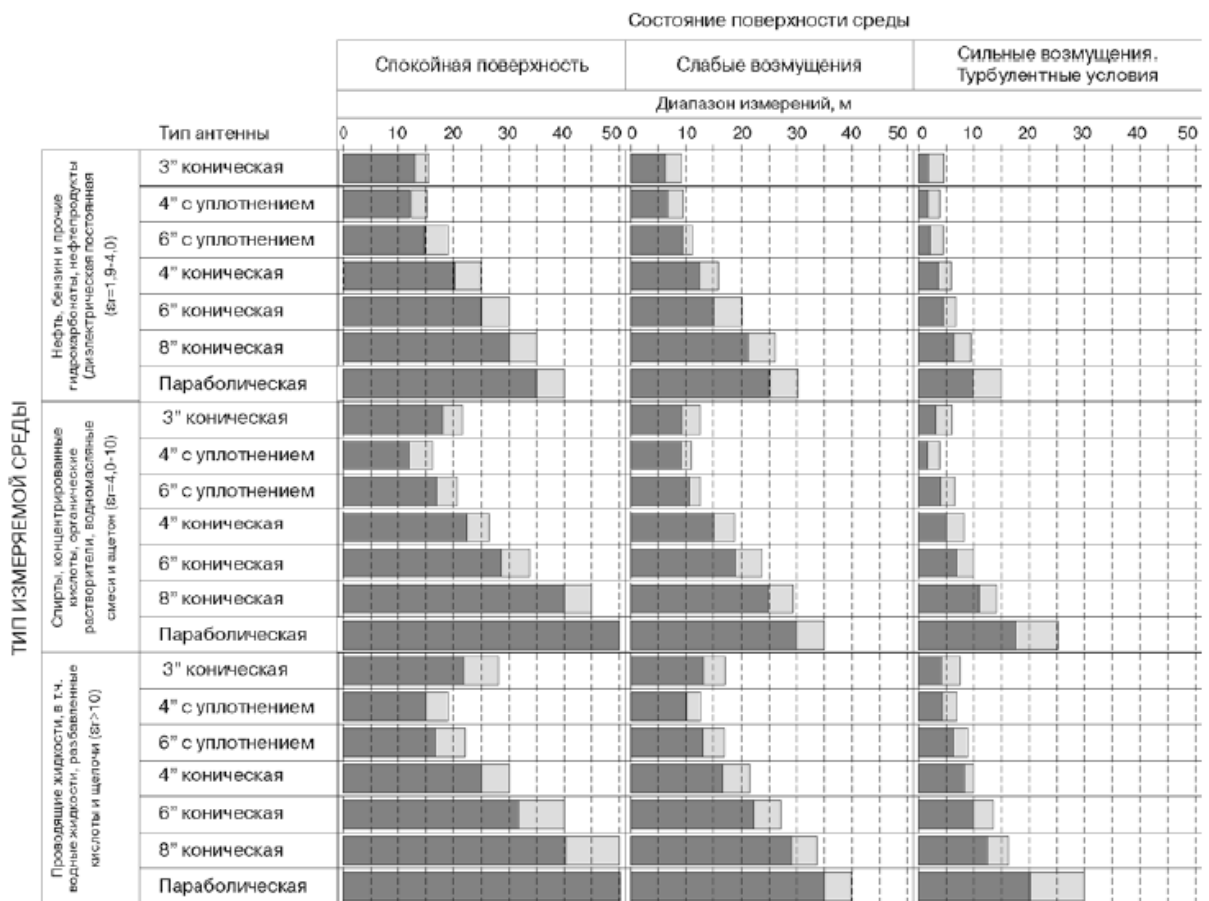 Состояние поверхности среды
Спокойная поверхность
Слабые возмущения
Сильные возмущения.
Турбулентные условия
Диапазон измерений, м
Тип антенны
0 10 20 30 40 50 0 10 20 30 40 50 0 10 20 30 40 50
ТИП ИЗМЕРЯЕМОЙ СРЕДЫ
Нефть, бензин и прочие
гидрокарбонаты, нефтепродукты
(диэлектрическая постоянная
(εr=1,9-4,0)
3” коническая
4” с уплотнением
6” с уплотнением
4” коническая
6” коническая
8” коническая
Параболическая
Спирты, концентрированные
кислоты, органические
растворители, водномасляные
смеси и ацетон (εr=4,0-10)
3” коническая
4” с уплотнением
6” с уплотнением
4” коническая
6” коническая
8” коническая
Параболическая
Проводящие жидкости, в т.ч.
водные жидкости, разбавленные
кислоты и щелочи (εr>10)
3” коническая
4” с уплотнением
6” с уплотнением
4” коническая
6” коническая
8” коническая
Параболическая